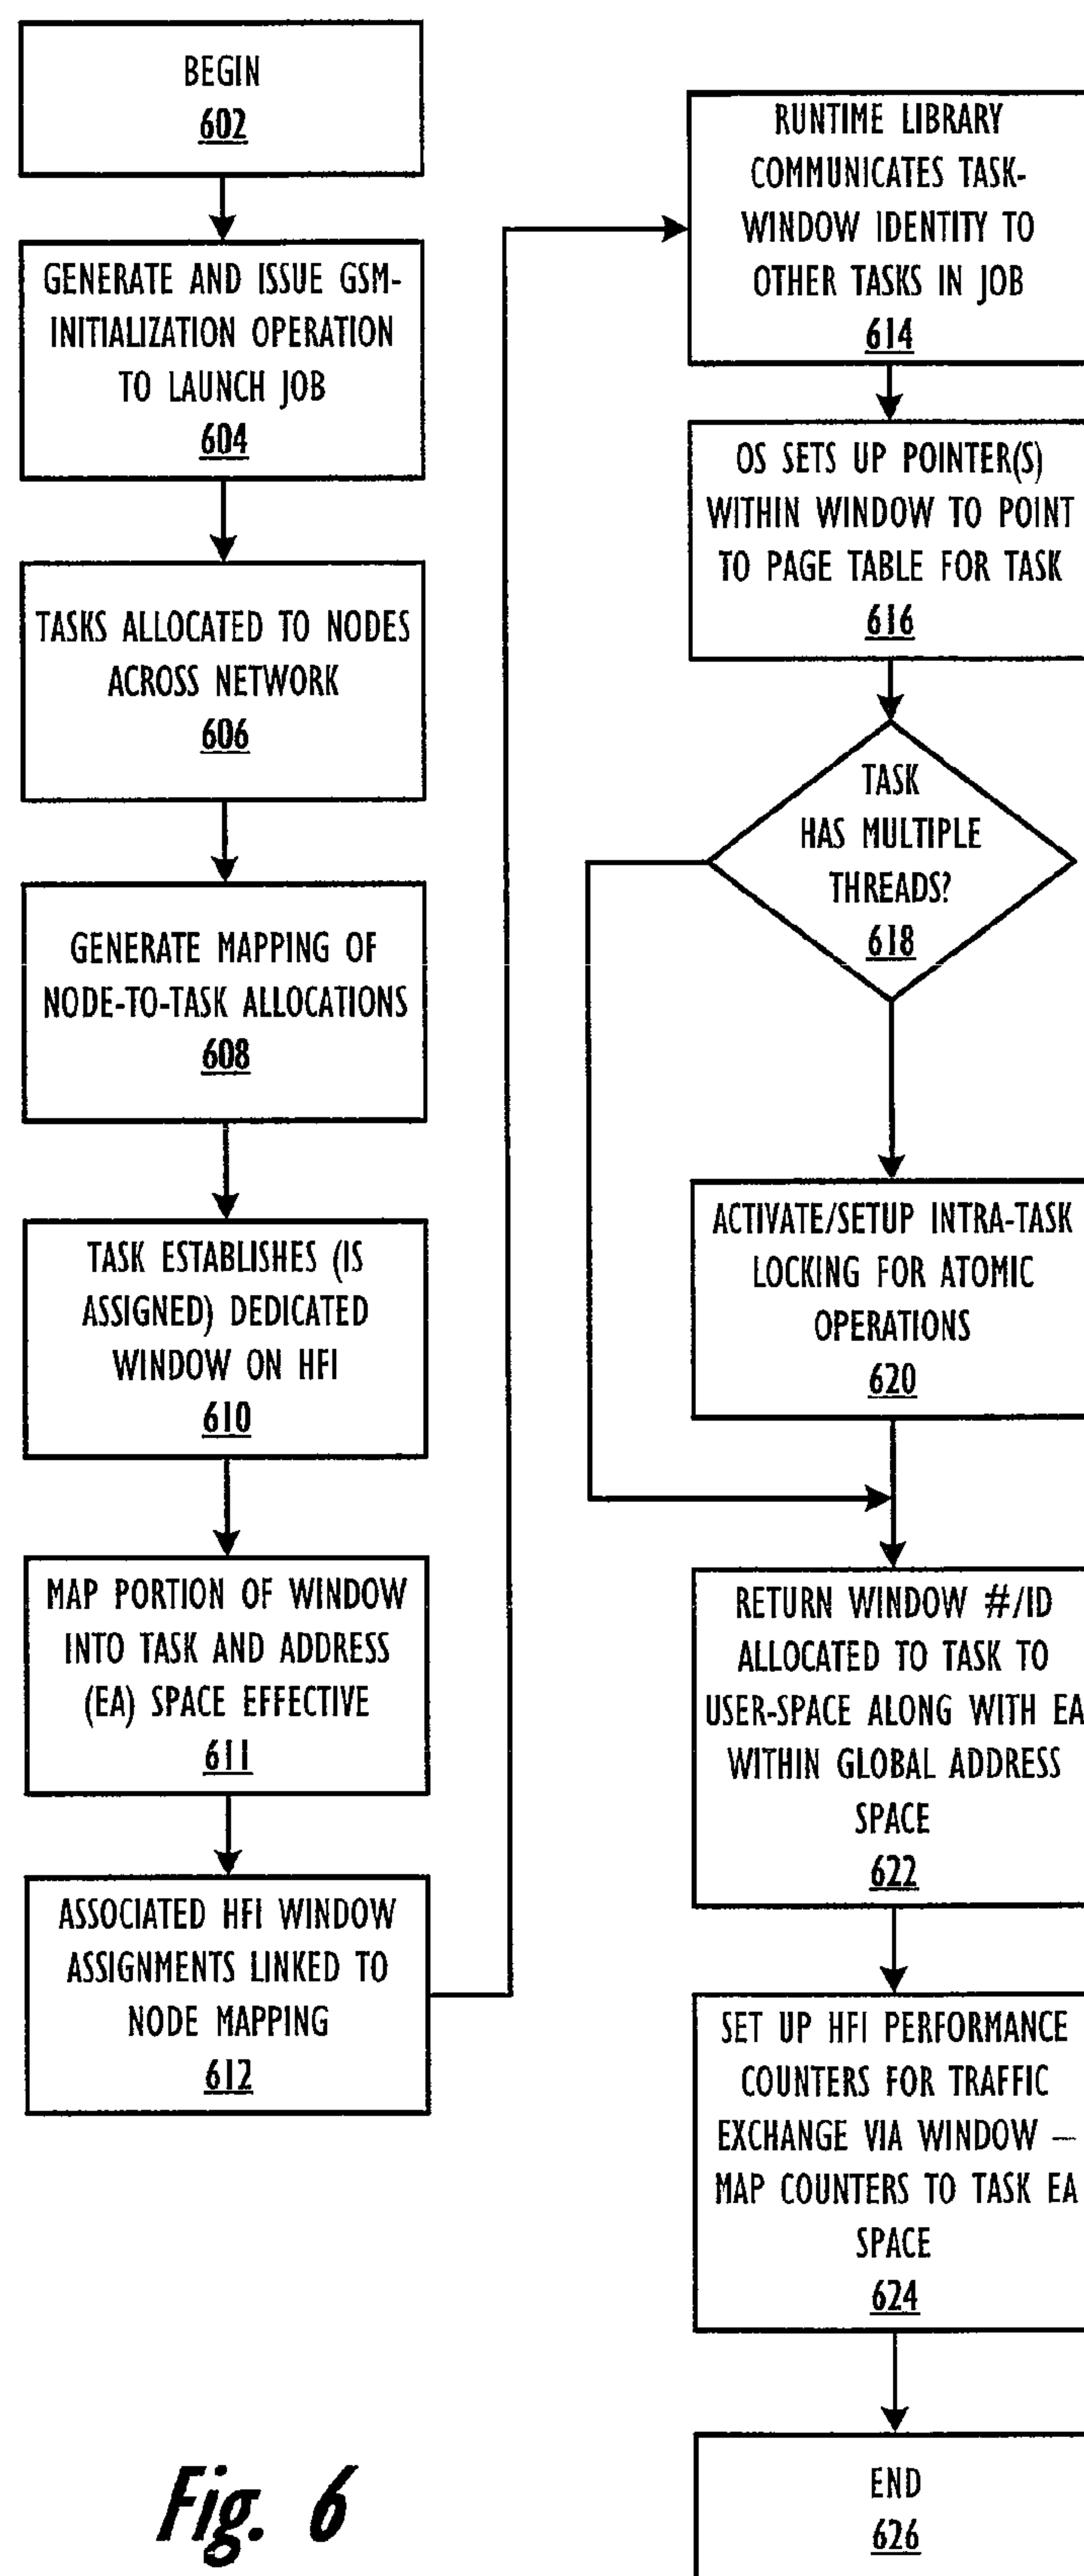 BEGIN
602
GENERATE AND ISSUE GSM-
INITIALIZATION OPERATION
TO LAUNCH JOB
604
TASKS ALLOCATED TO NODES
ACROSS NETWORK
606
GENERATE MAPPING OF
NODE-TO-TASK ALLOCATIONS
608
TASK ESTABLISHES (IS
ASSIGNED) DEDICATED
WINDOW ON HFI
610
MAP PORTION OF WINDOW
INTO TASK AND ADDRESS
(EA) SPACE EFFECTIVE
611
ASSOCIATED HFI WINDOW
ASSIGNMENTS LINKED TO
NODE MAPPING
612
RUNTIME LIBRARY
COMMUNICATES TASK-
WINDOW IDENTITY TO
OTHER TASKS IN JOB
614
OS SETS UP POINTER(S)
WITHIN WINDOW TO POINT
TO PAGE TABLE FOR TASK
616
TASK
HAS MULTIPLE
THREADS?
618
ACTIVATE/SETUP INTRA-TASK
LOCKING FOR ATOMIC
OPERATIONS
620
RETURN WINDOW #/ID
ALLOCATED TO TASK TO
USER-SPACE ALONG WITH EA
WITHIN GLOBAL ADDRESS
SPACE
622
SET UP HFI PERFORMANCE
COUNTERS FOR TRAFFIC
EXCHANGE VIA WINDOW –
MAP COUNTERS TO TASK EA
SPACE
624
END
626
Fig. 6